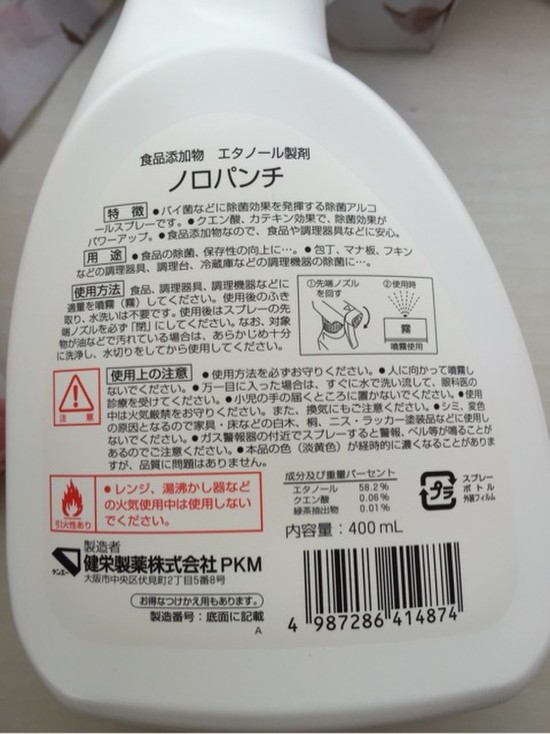 食品添加物 エタノール製剤
ノロパンチ
特徴 ●バイ菌などに除菌効果を発揮する除菌アルコ
ールスプレーです。●クエン酸、カテキン効果で、除菌効果が
パワーアップ。●食品添加物なので、食品や調理器具などに安心。
用途 ●食品の除菌、保存性の向上に…。●包丁、マナ板、フキン
などの調理器具、調理台、冷蔵庫などの調理機器の除菌に…。
使用方法 食品、調理器具、調理機器などに
適量を噴霧(霧)してください。使用後のふき
取り、水洗いは不要です。使用後はスプレーの先
端ノズルを必ず「閉」にしてください。なお、対象
物が油などで汚れている場合は、あらかじめ十分
に洗浄し、水切りをしてから使用してください。
①先端ノズル
を回す
②使用時
霧
噴霧使用
注意
使用上の注意 ●使用方法を必ずお守りください。●人に向かって噴霧し
ないでください。●万一目に入った場合は、すぐに水で洗い流して、眼科医の
診療を受けてください。●小児の手の届くところに置かないでください。●使用
中は火気厳禁をお守りください。また、換気にもご注意ください。●シミ、変色
の原因となるので家具・床などの白木、桐、ニス・ラッカー塗装品などに使用し
ないでください。●ガス警報器の付近でスプレーすると警報、ベル等が鳴ることが
あるのでご注意ください。●本品の色(淡黄色)が経時的に濃くなることがありま
すが、品質に問題はありません。
引火性あり
●レンジ、湯沸かし器など
の火気使用中は使用しない
でください。
成分及び重量パーセント
エタノール 58.2%
クエン酸 0.06%
緑茶抽出物 0.01%
内容量:400mL
プラ
スプレー
ボトル
外装フィルム
製造者
ケンエー
健栄製薬株式会社 PKM
大阪市中央区伏見町2丁目5番8号
お得なつけかえ用もあります。
製造番号:底面に記載
A
4 987286 414874